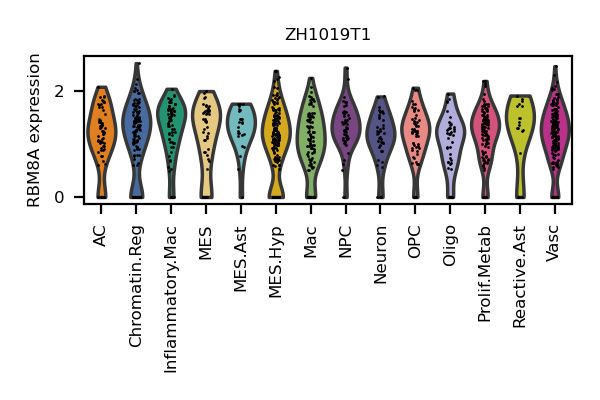 ZH1019T1
RBM8A expression
2
0
AC
Chromatin.Reg
Inflammatory.Mac
MES
MES.Ast
MES.Hyp
Mac
NPC
Neuron
OPC
Oligo
Prolif.Metab
Reactive.Ast
Vasc